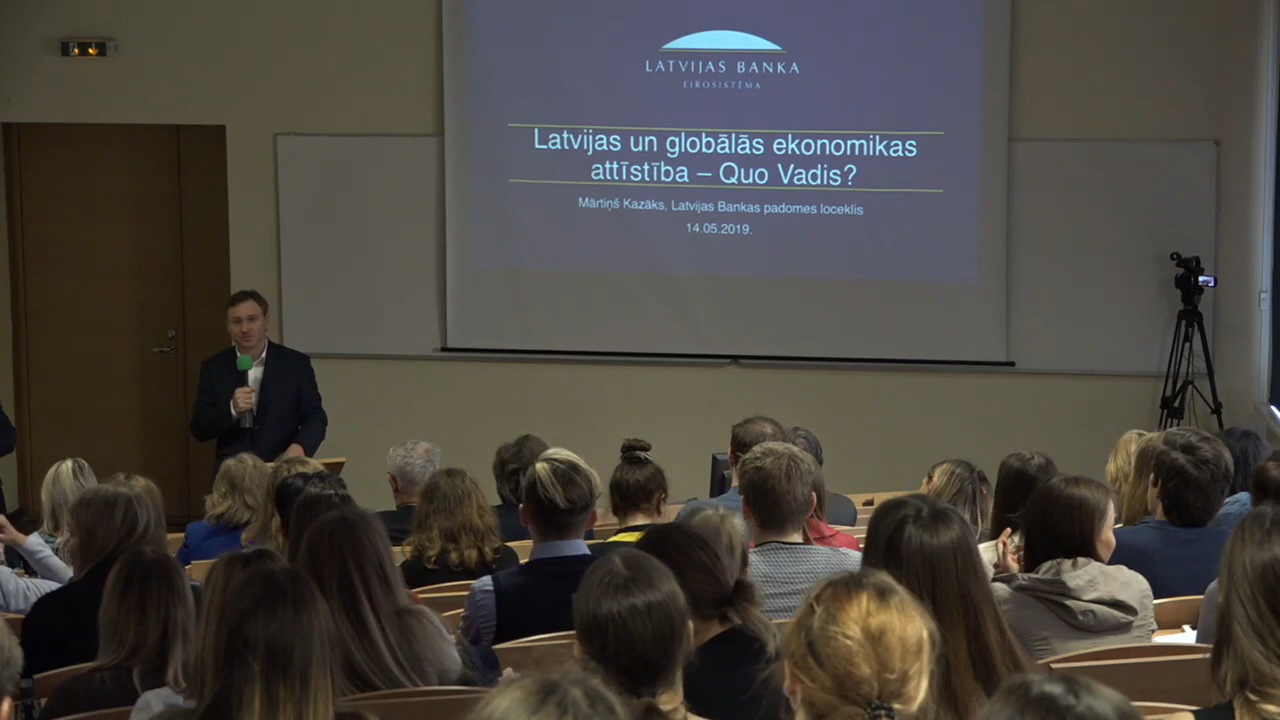 LATVIJAS BANKA
EIROSISTĒMA
Latvijas un globālās ekonomikas
attīstība – Quo Vadis?
Mārtiņš Kazāks, Latvijas Bankas padomes loceklis
14.05.2019.